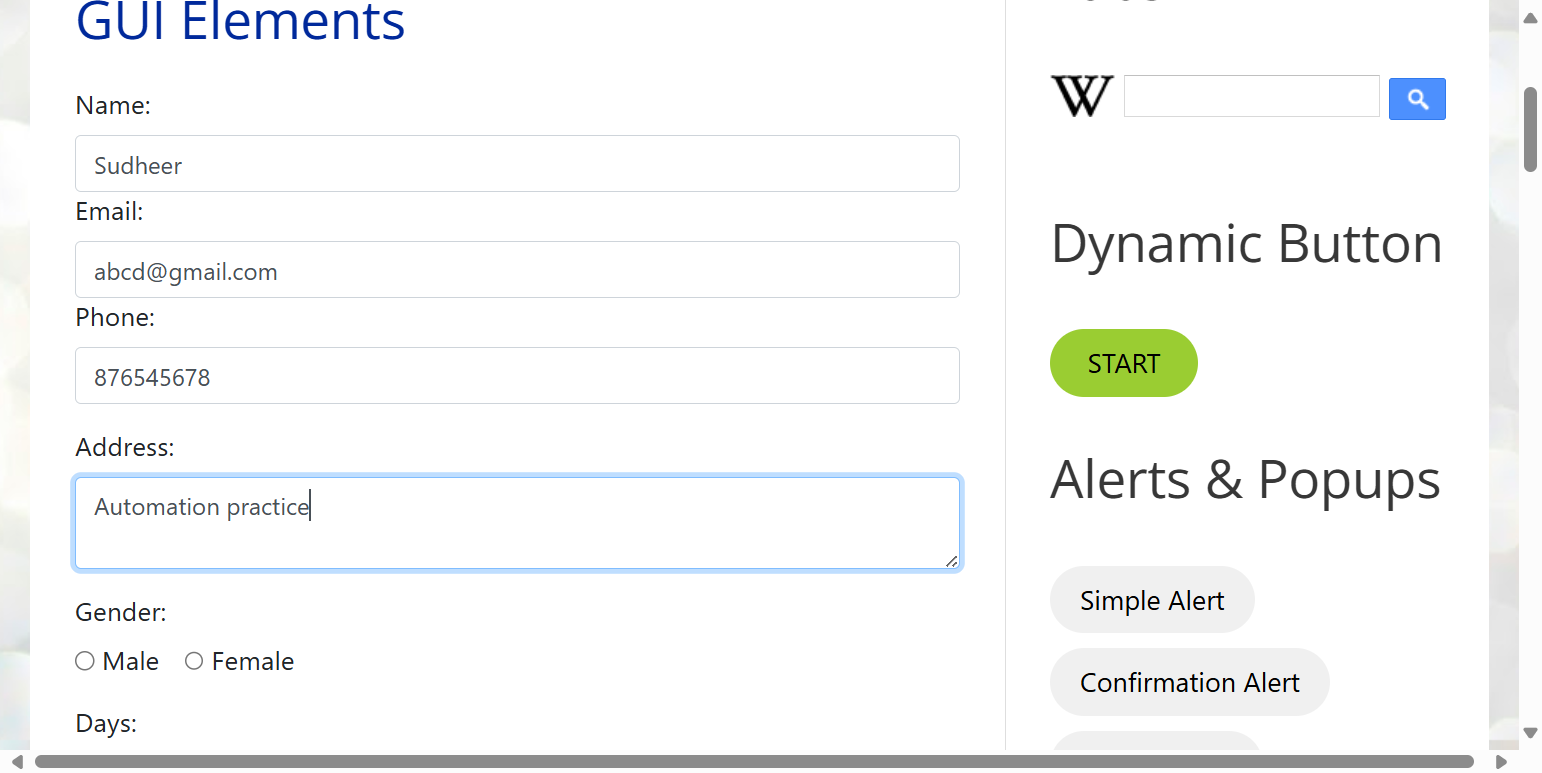 GUI Elements
Name:
Sudheer
Email:
abcd@gmail.com
Phone:
876545678
Address:
Automation practice
Gender:
Male
Female
Days:
W
Dynamic Button
START
Alerts & Popups
Simple Alert
Confirmation Alert